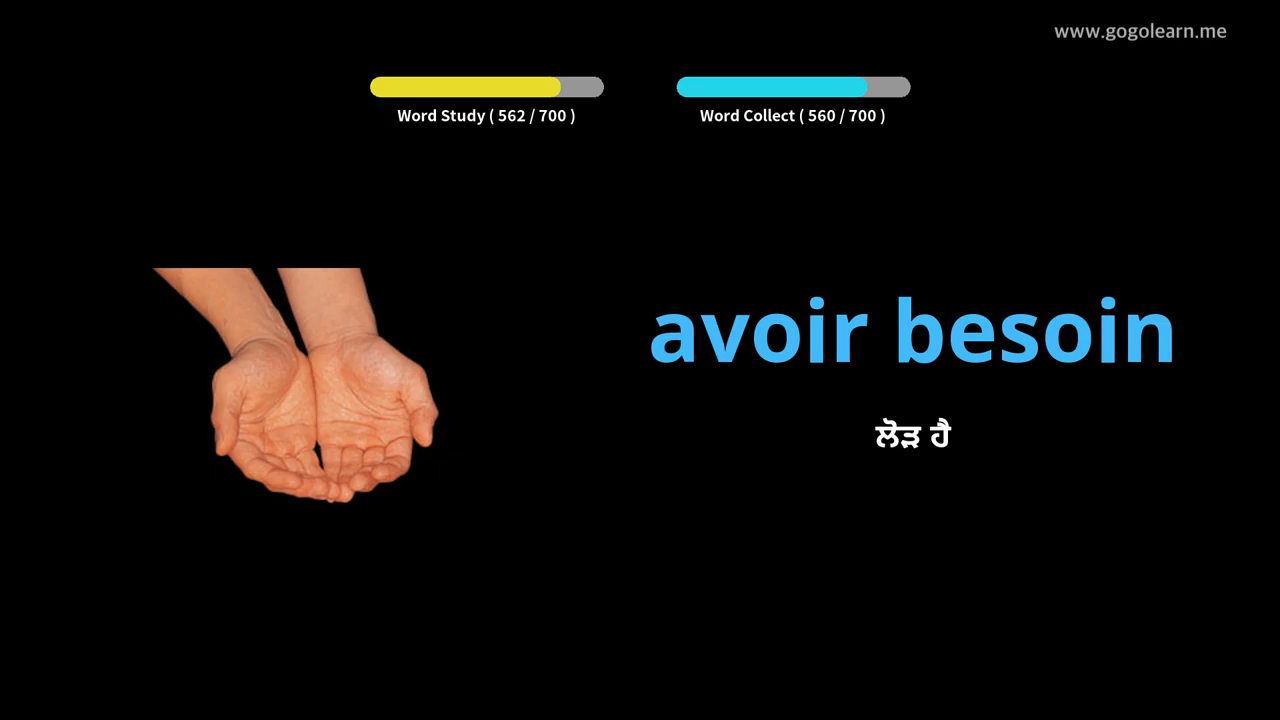 www.gogolearn.me
Word Study ( 562 / 700 )
Word Collect ( 560 / 700 )
avoir besoin
ਲੋੜ ਹੈ